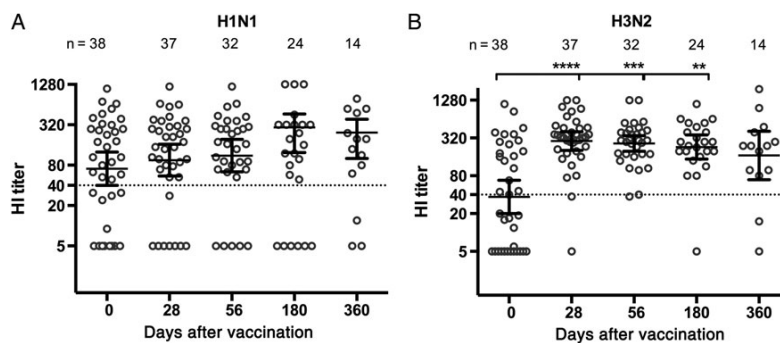 A
H1N1
n = 38 37 32 24 14
HI titer
1280
320
80
40
20
5
0 28 56 180 360
Days after vaccination
B
H3N2
n = 38 37 32 24 14
**** *** **
HI titer
1280
320
80
40
20
5
0 28 56 180 360
Days after vaccination